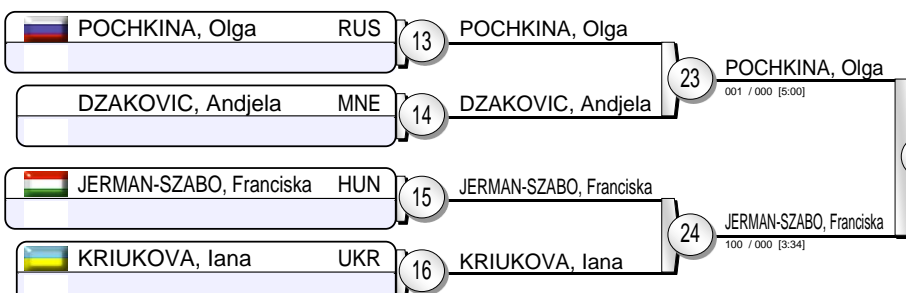 POCHKINA, Olga RUS 13 POCHKINA, Olga
23 POCHKINA, Olga
001 / 000 [5:00]
DZAKOVIC, Andjela MNE 14 DZAKOVIC, Andjela
JERMAN-SZABO, Franciska HUN 15 JERMAN-SZABO, Franciska
24 JERMAN-SZABO, Franciska
100 / 000 [3:34]
KRIUKOVA, Iana UKR 16 KRIUKOVA, Iana